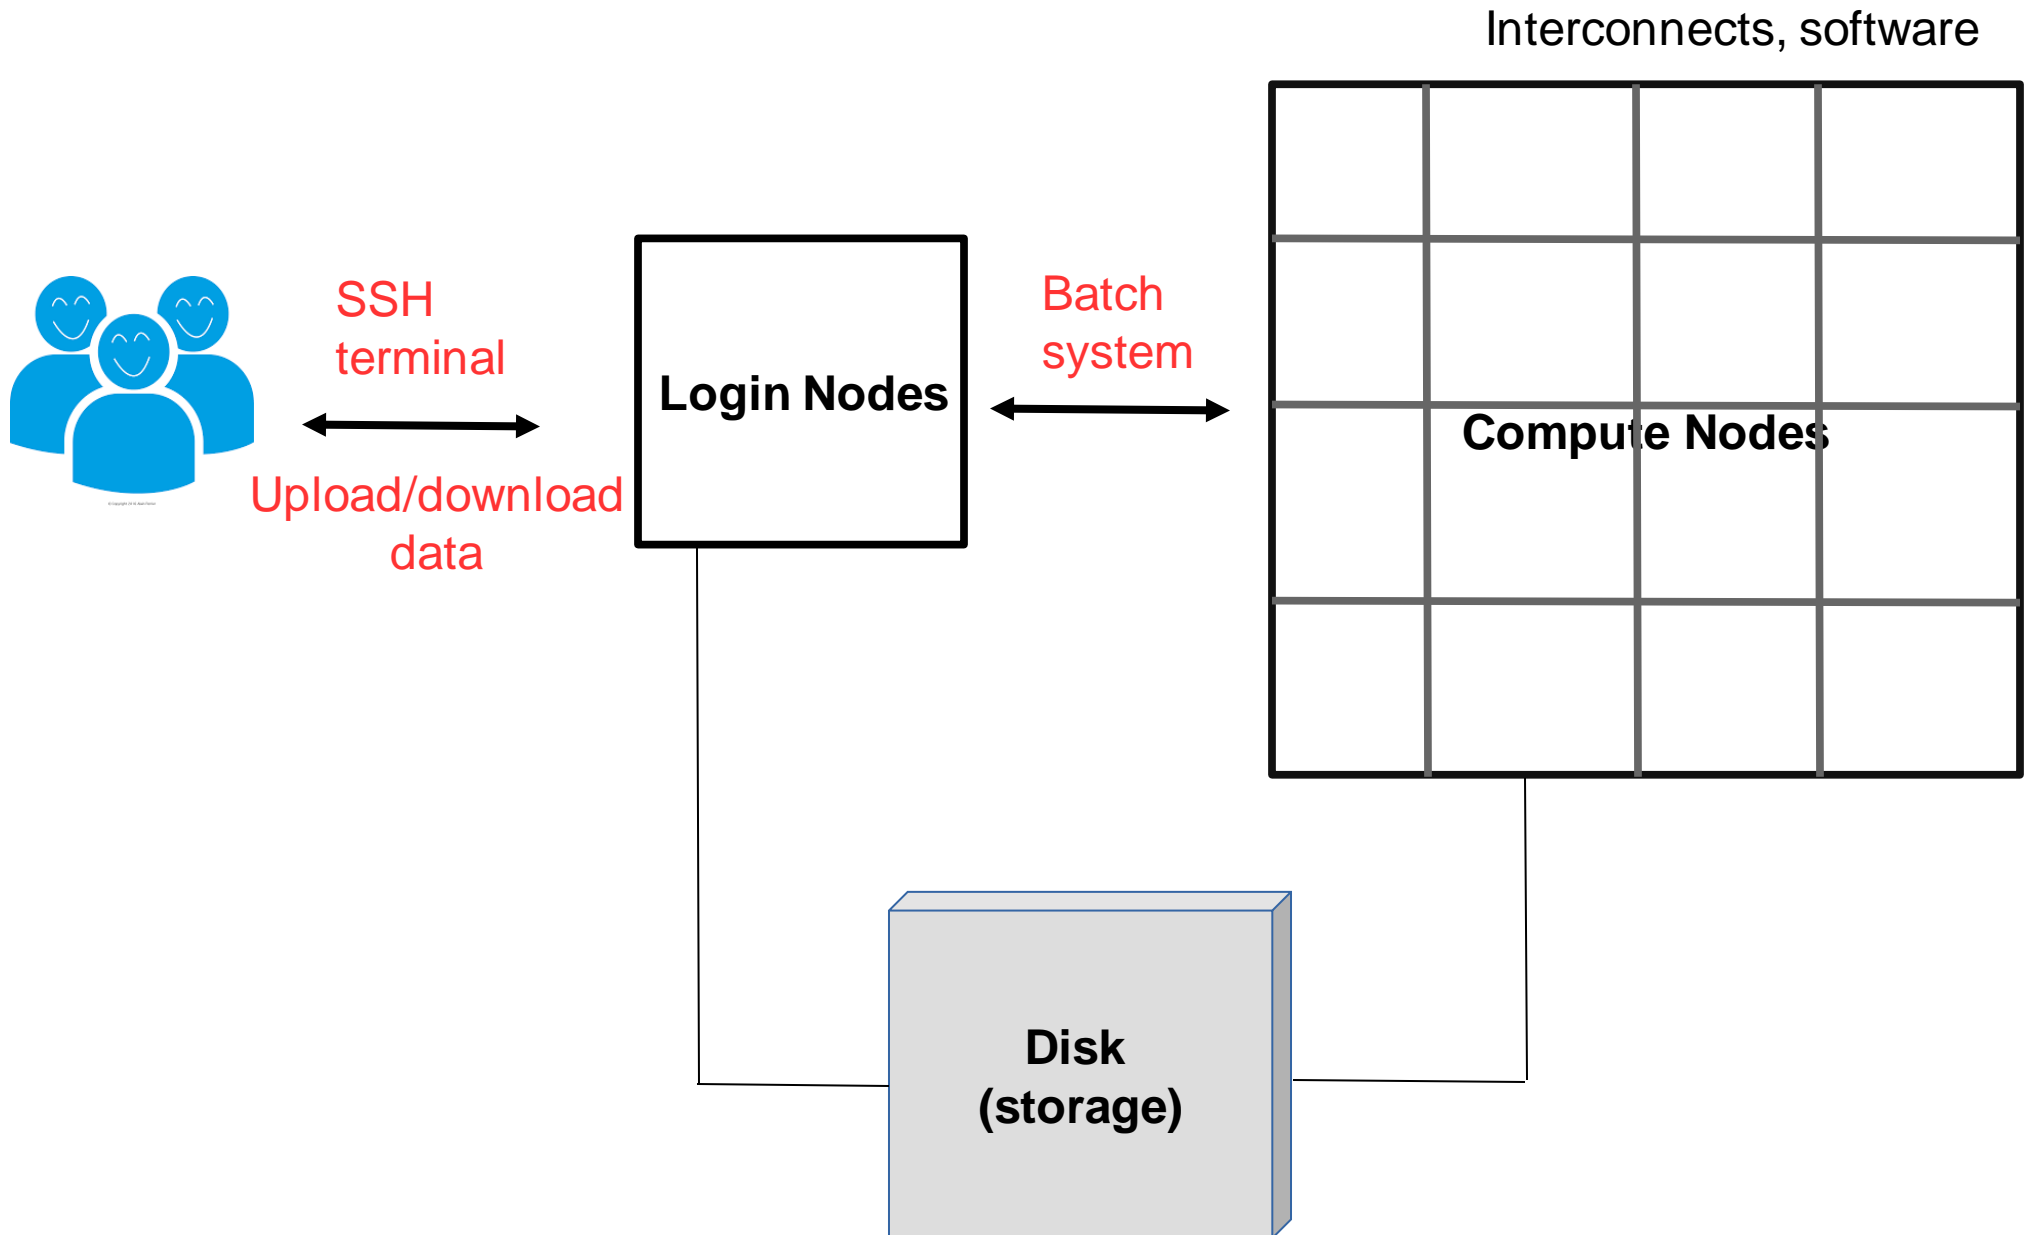 Interconnects, software
SSH
terminal
Upload/download
data
Login Nodes
Batch
system
Compute Nodes
Disk
(storage)